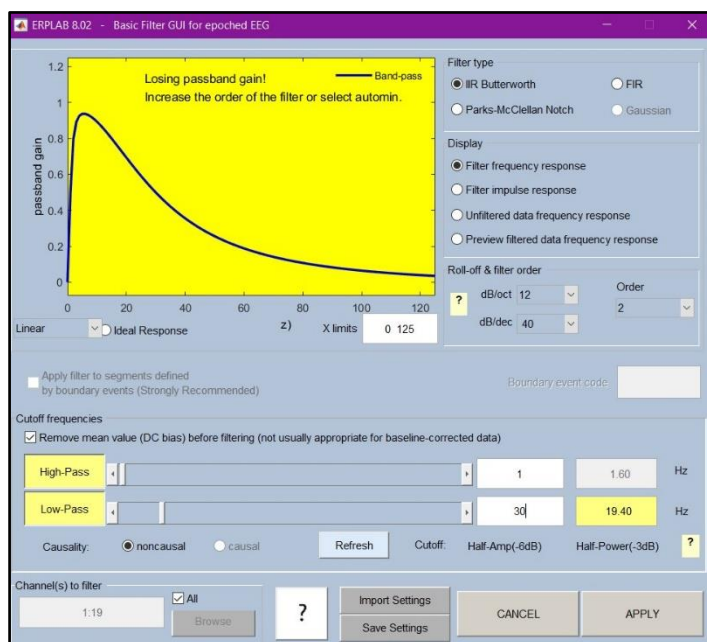 ERPLAB 8.02 - Basic Filter GUI for epoched EEG
Losing passband gain!
Increase the order of the filter or select automin.
Band-pass
passband gain
1.2
1
0.8
0.6
0.4
0.2
0
0 20 40 60 80 100 120
Linear
Ideal Response
z)
X limits
0 125
Filter type
IIR Butterworth
FIR
Parks-McClellan Notch
Gaussian
Display
Filter frequency response
Filter impulse response
Unfiltered data frequency response
Preview filtered data frequency response
Roll-off & filter order
?
dB/oct 12
dB/dec 40
Order
2
Apply filter to segments defined
by boundary events (Strongly Recommended)
Boundary event code
Cutoff frequencies
Remove mean value (DC bias) before filtering (not usually appropriate for baseline-corrected data)
High-Pass
1
1.60
Hz
Low-Pass
30
19.40
Hz
Causality:
noncausal
causal
Refresh
Cutoff:
Half-Amp(-6dB)
Half-Power(-3dB)
?
Channel(s) to filter
1:19
All
Browse
?
Import Settings
Save Settings
CANCEL
APPLY